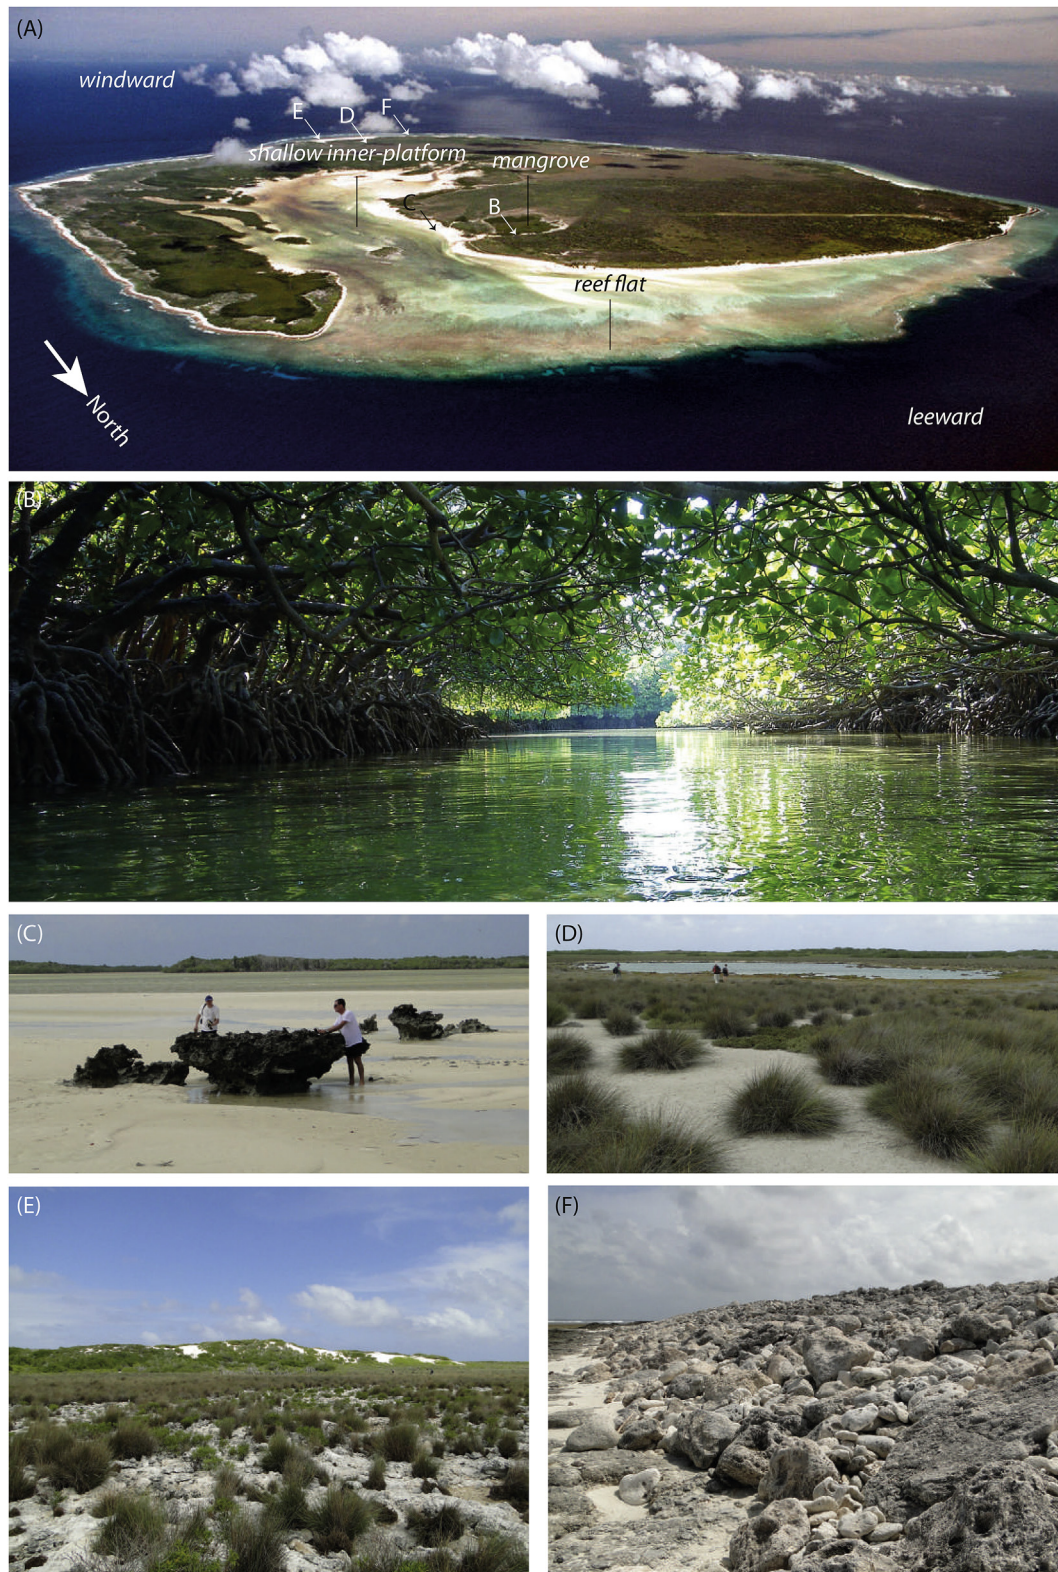 (A)
windward
E
D
F
shallow inner-platform
mangrove
C
B
reef flat
North
leeward
(B)
(C)
(D)
(E)
(F)